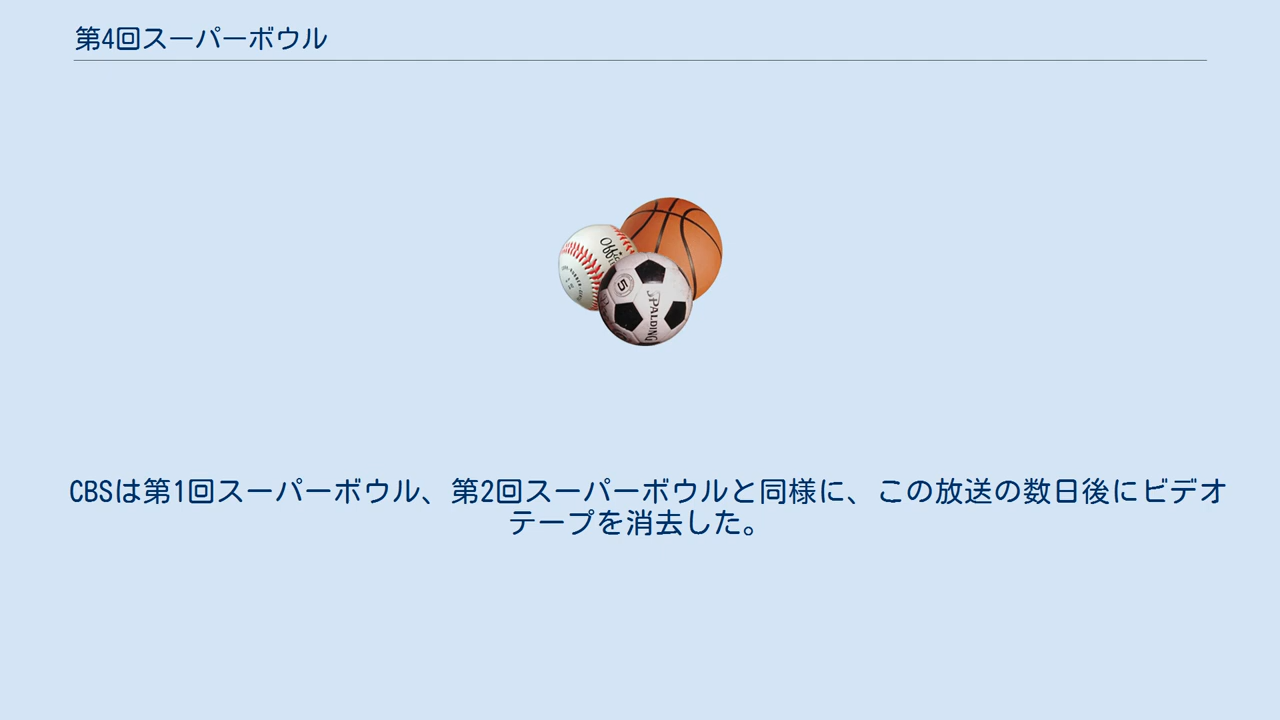 第4回スーパーボウル
Offici
5
SPALDING
CBSは第1回スーパーボウル、第2回スーパーボウルと同様に、この放送の数日後にビデオ
テープを消去した。